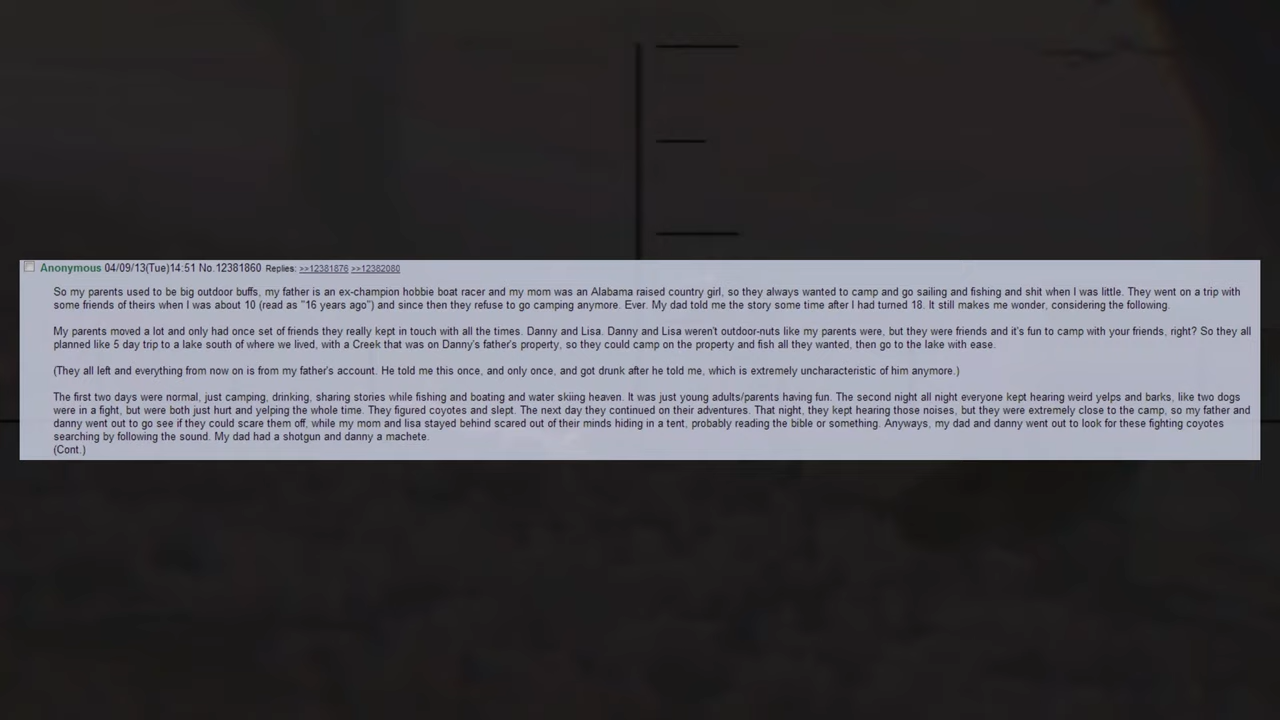 Anonymous 04/09/13(Tue)14:51 No.12381860 Replies: >>12381876 >>12382080
So my parents used to be big outdoor buffs, my father is an ex-champion hobbie boat racer and my mom was an Alabama raised country girl, so they always wanted to camp and go sailing and fishing and shit when I was little. They went on a trip with
some friends of theirs when I was about 10 (read as "16 years ago") and since then they refuse to go camping anymore. Ever. My dad told me the story some time after I had turned 18. It still makes me wonder, considering the following.
My parents moved a lot and only had once set of friends they really kept in touch with all the times. Danny and Lisa. Danny and Lisa weren't outdoor-nuts like my parents were, but they were friends and it's fun to camp with your friends, right? So they all
planned like 5 day trip to a lake south of where we lived, with a Creek that was on Danny's father's property, so they could camp on the property and fish all they wanted, then go to the lake with ease.
(They all left and everything from now on is from my father's account. He told me this once, and only once, and got drunk after he told me, which is extremely uncharacteristic of him anymore.)
The first two days were normal, just camping, drinking, sharing stories while fishing and boating and water skiing heaven. It was just young adults/parents having fun. The second night all night everyone kept hearing weird yelps and barks, like two dogs
were in a fight, but were both just hurt and yelping the whole time. They figured coyotes and slept. The next day they continued on their adventures. That night, they kept hearing those noises, but they were extremely close to the camp, so my father and
danny went out to go see if they could scare them off, while my mom and lisa stayed behind scared out of their minds hiding in a tent, probably reading the bible or something. Anyways, my dad and danny went out to look for these fighting coyotes
searching by following the sound. My dad had a shotgun and danny a machete.
(Cont.)